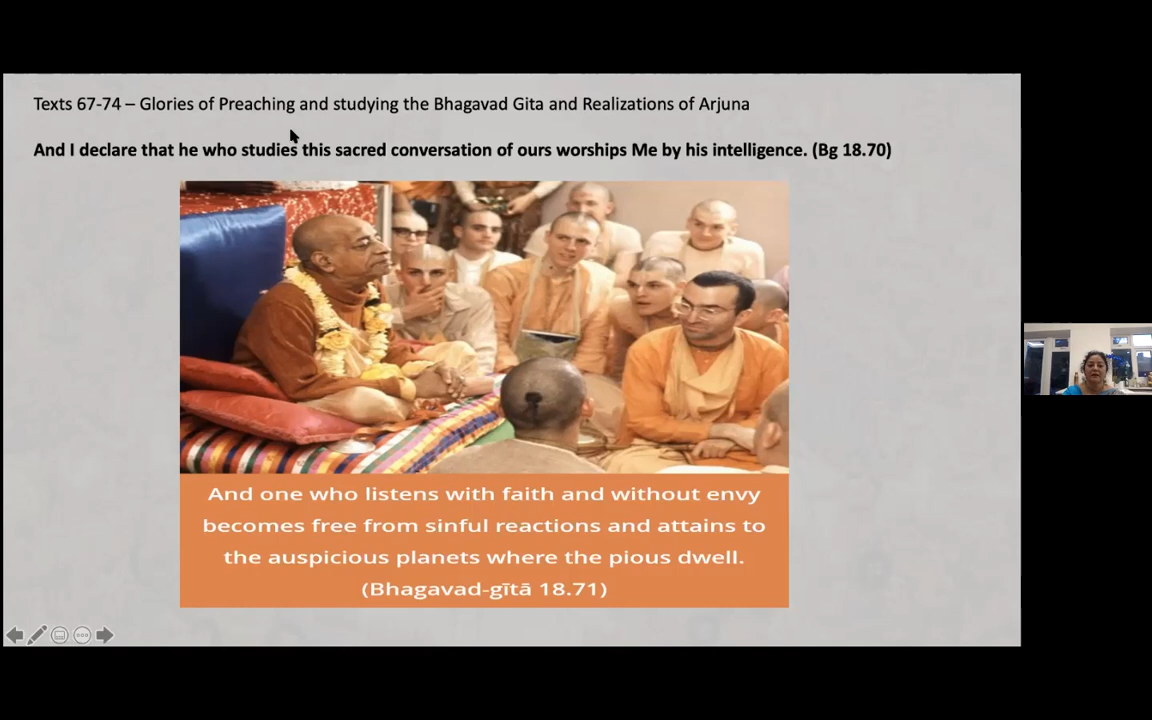 Texts 67-74 – Glories of Preaching and studying the Bhagavad Gita and Realizations of Arjuna
And I declare that he who studies this sacred conversation of ours worships Me by his intelligence. (Bg 18.70)
And one who listens with faith and without envy
becomes free from sinful reactions and attains to
the auspicious planets where the pious dwell.
(Bhagavad-gītā 18.71)